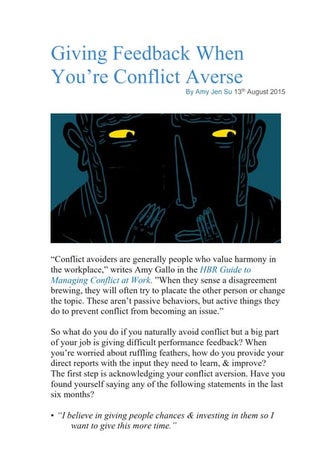 Giving Feedback When
You’re Conflict Averse
By Amy Jen Su 13th August 2015
“Conflict avoiders are generally people who value harmony in
the workplace,” writes Amy Gallo in the HBR Guide to
Managing Conflict at Work. ”When they sense a disagreement
brewing, they will often try to placate the other person or change
the topic. These aren’t passive behaviors, but active things they
do to prevent conflict from becoming an issue.”
So what do you do if you naturally avoid conflict but a big part
of your job is giving difficult performance feedback? When
you’re worried about ruffling feathers, how do you provide your
direct reports with the input they need to learn, & improve?
The first step is acknowledging your conflict aversion. Have you
found yourself saying any of the following statements in the last
six months?
• “I believe in giving people chances & investing in them so I
want to give this more time.”